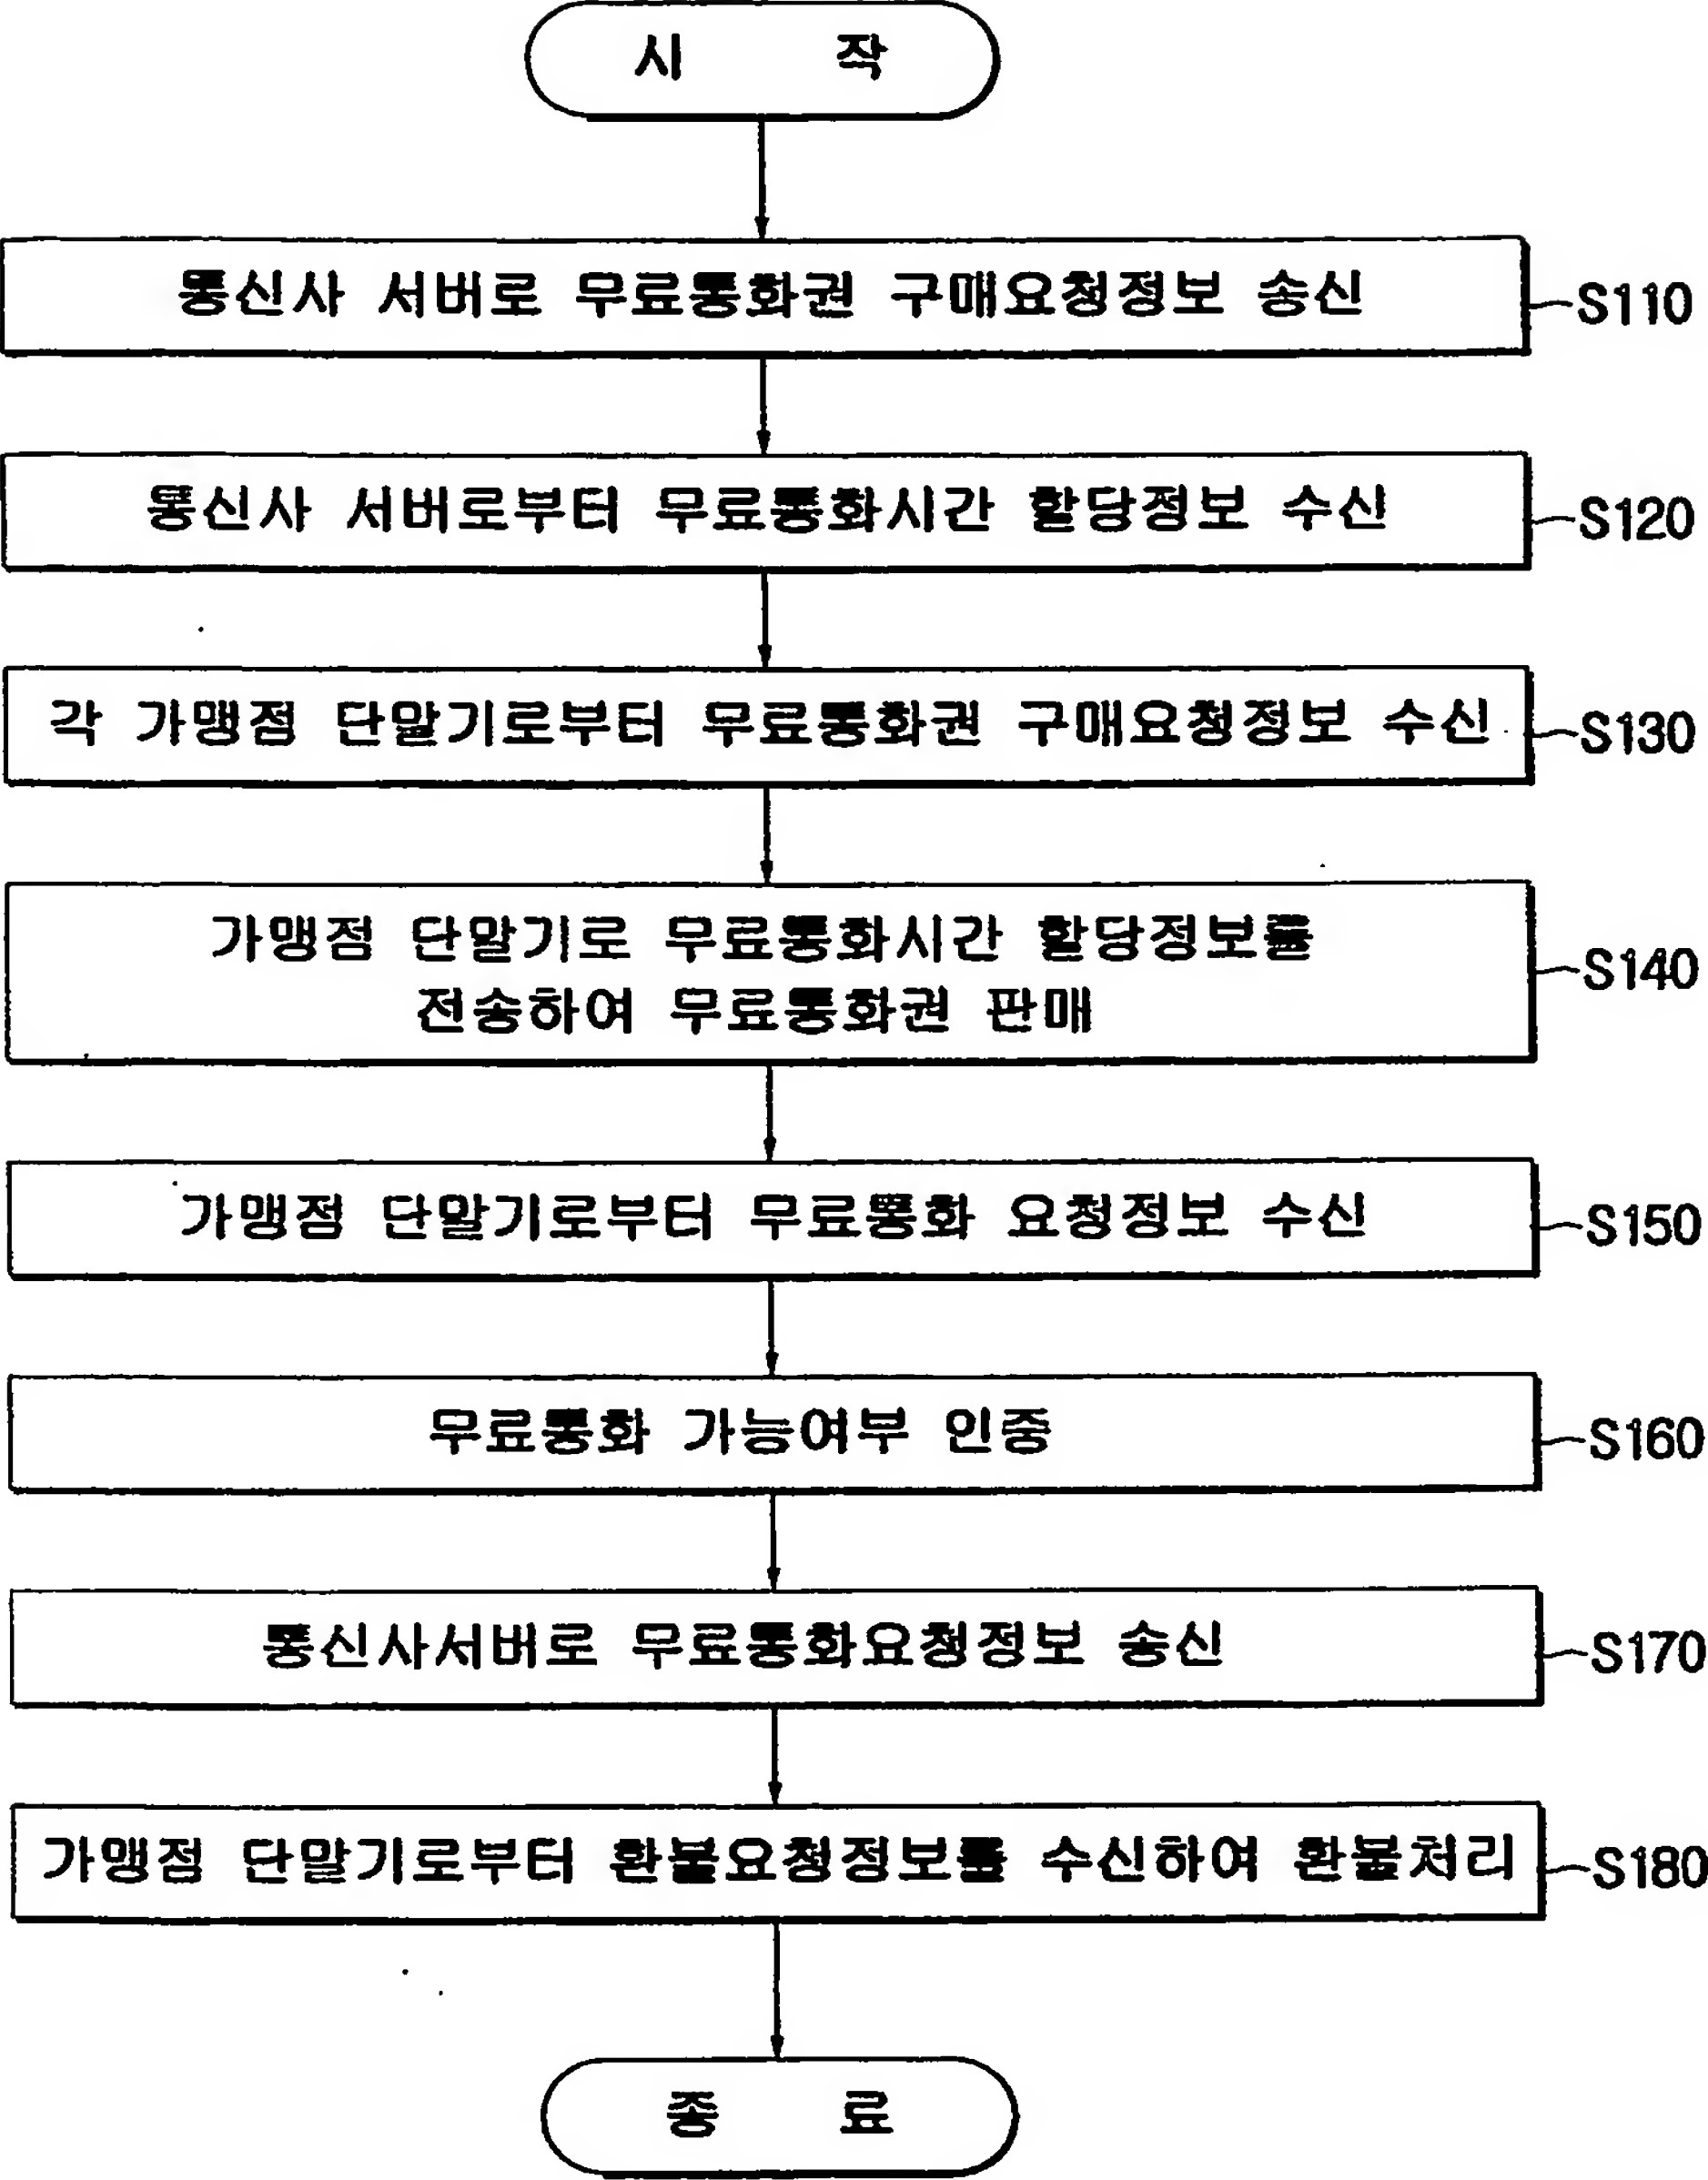 시 작
통신사 서버로 무료통화권 구매요청정보 송신
S110
통신사 서버로부터 무료통화시간 할당정보 수신
S120
각 가맹점 단말기로부터 무료통화권 구매요청정보 수신
S130
가맹점 단말기로 무료통화시간 할당정보를
전송하여 무료통화권 판매
S140
가맹점 단말기로부터 무료통화 요청정보 수신
S150
무료통화 가능여부 인증
S160
통신사서버로 무료통화요청정보 송신
S170
가맹점 단말기로부터 환불요청정보를 수신하여 환불처리
S180
종 료